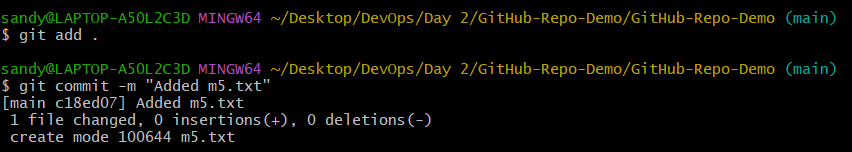 sandy@LAPTOP-A5OL2C3D MINGW64 ~/Desktop/DevOps/Day 2/GitHub-Repo-Demo/GitHub-Repo-Demo (main)
$ git add .
sandy@LAPTOP-A5OL2C3D MINGW64 ~/Desktop/DevOps/Day 2/GitHub-Repo-Demo/GitHub-Repo-Demo (main)
$ git commit -m "Added m5.txt"
[main c18ed07] Added m5.txt
 1 file changed, 0 insertions(+), 0 deletions(-)
 create mode 100644 m5.txt